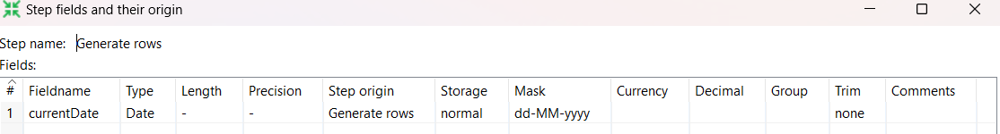 Step fields and their origin
Step name: Generate rows
Fields:
# Fieldname Type Length Precision Step origin Storage Mask Currency Decimal Group Trim Comments
1 currentDate Date - - Generate rows normal dd-MM-yyyy none